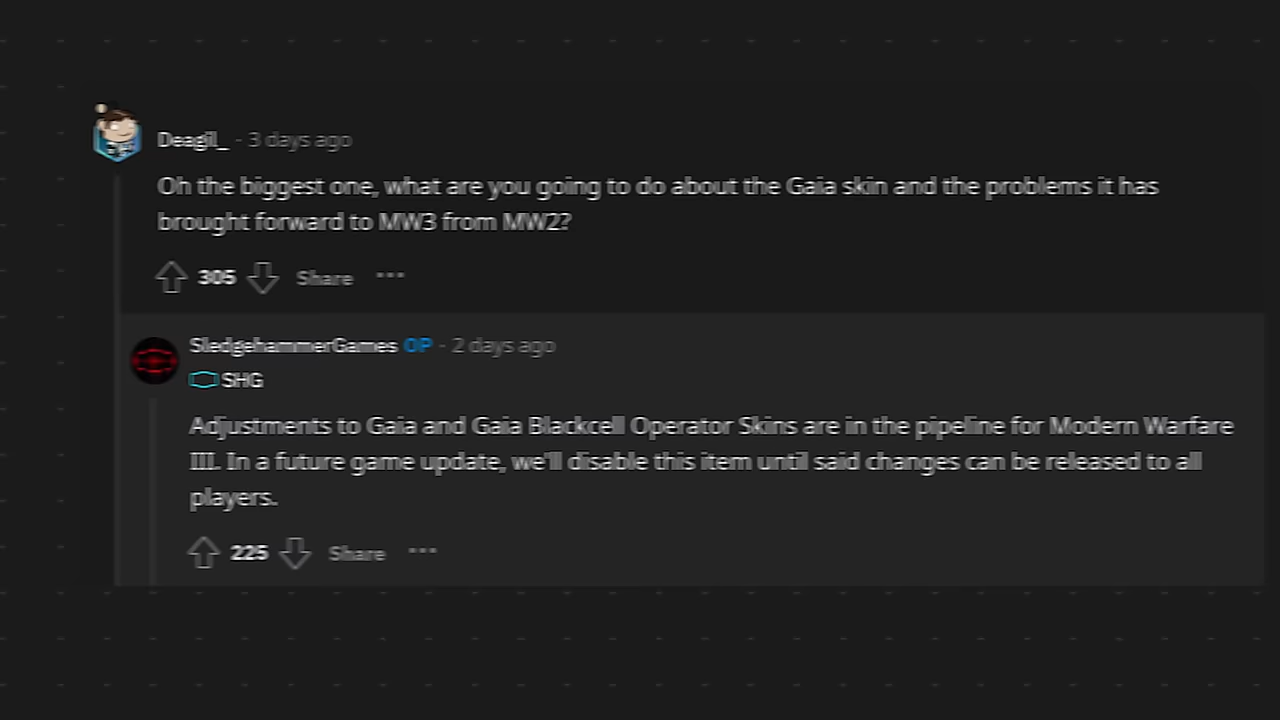 Deagil_ · 3 days ago
Oh the biggest one, what are you going to do about the Gaia skin and the problems it has
brought forward to MW3 from MW2?
305 Share ...
SledgehammerGames OP · 2 days ago
SHG
Adjustments to Gaia and Gaia Blackcell Operator Skins are in the pipeline for Modern Warfare
III. In a future game update, we'll disable this item until said changes can be released to all
players.
225 Share ...